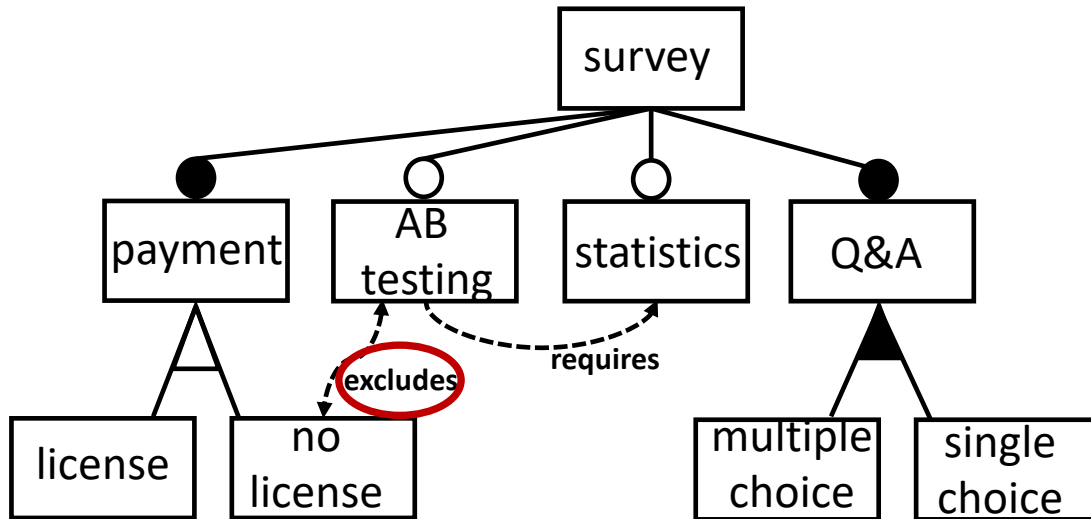 survey
payment
AB
testing
statistics
Q&A
excludes
requires
license
no
license
multiple
choice
single
choice